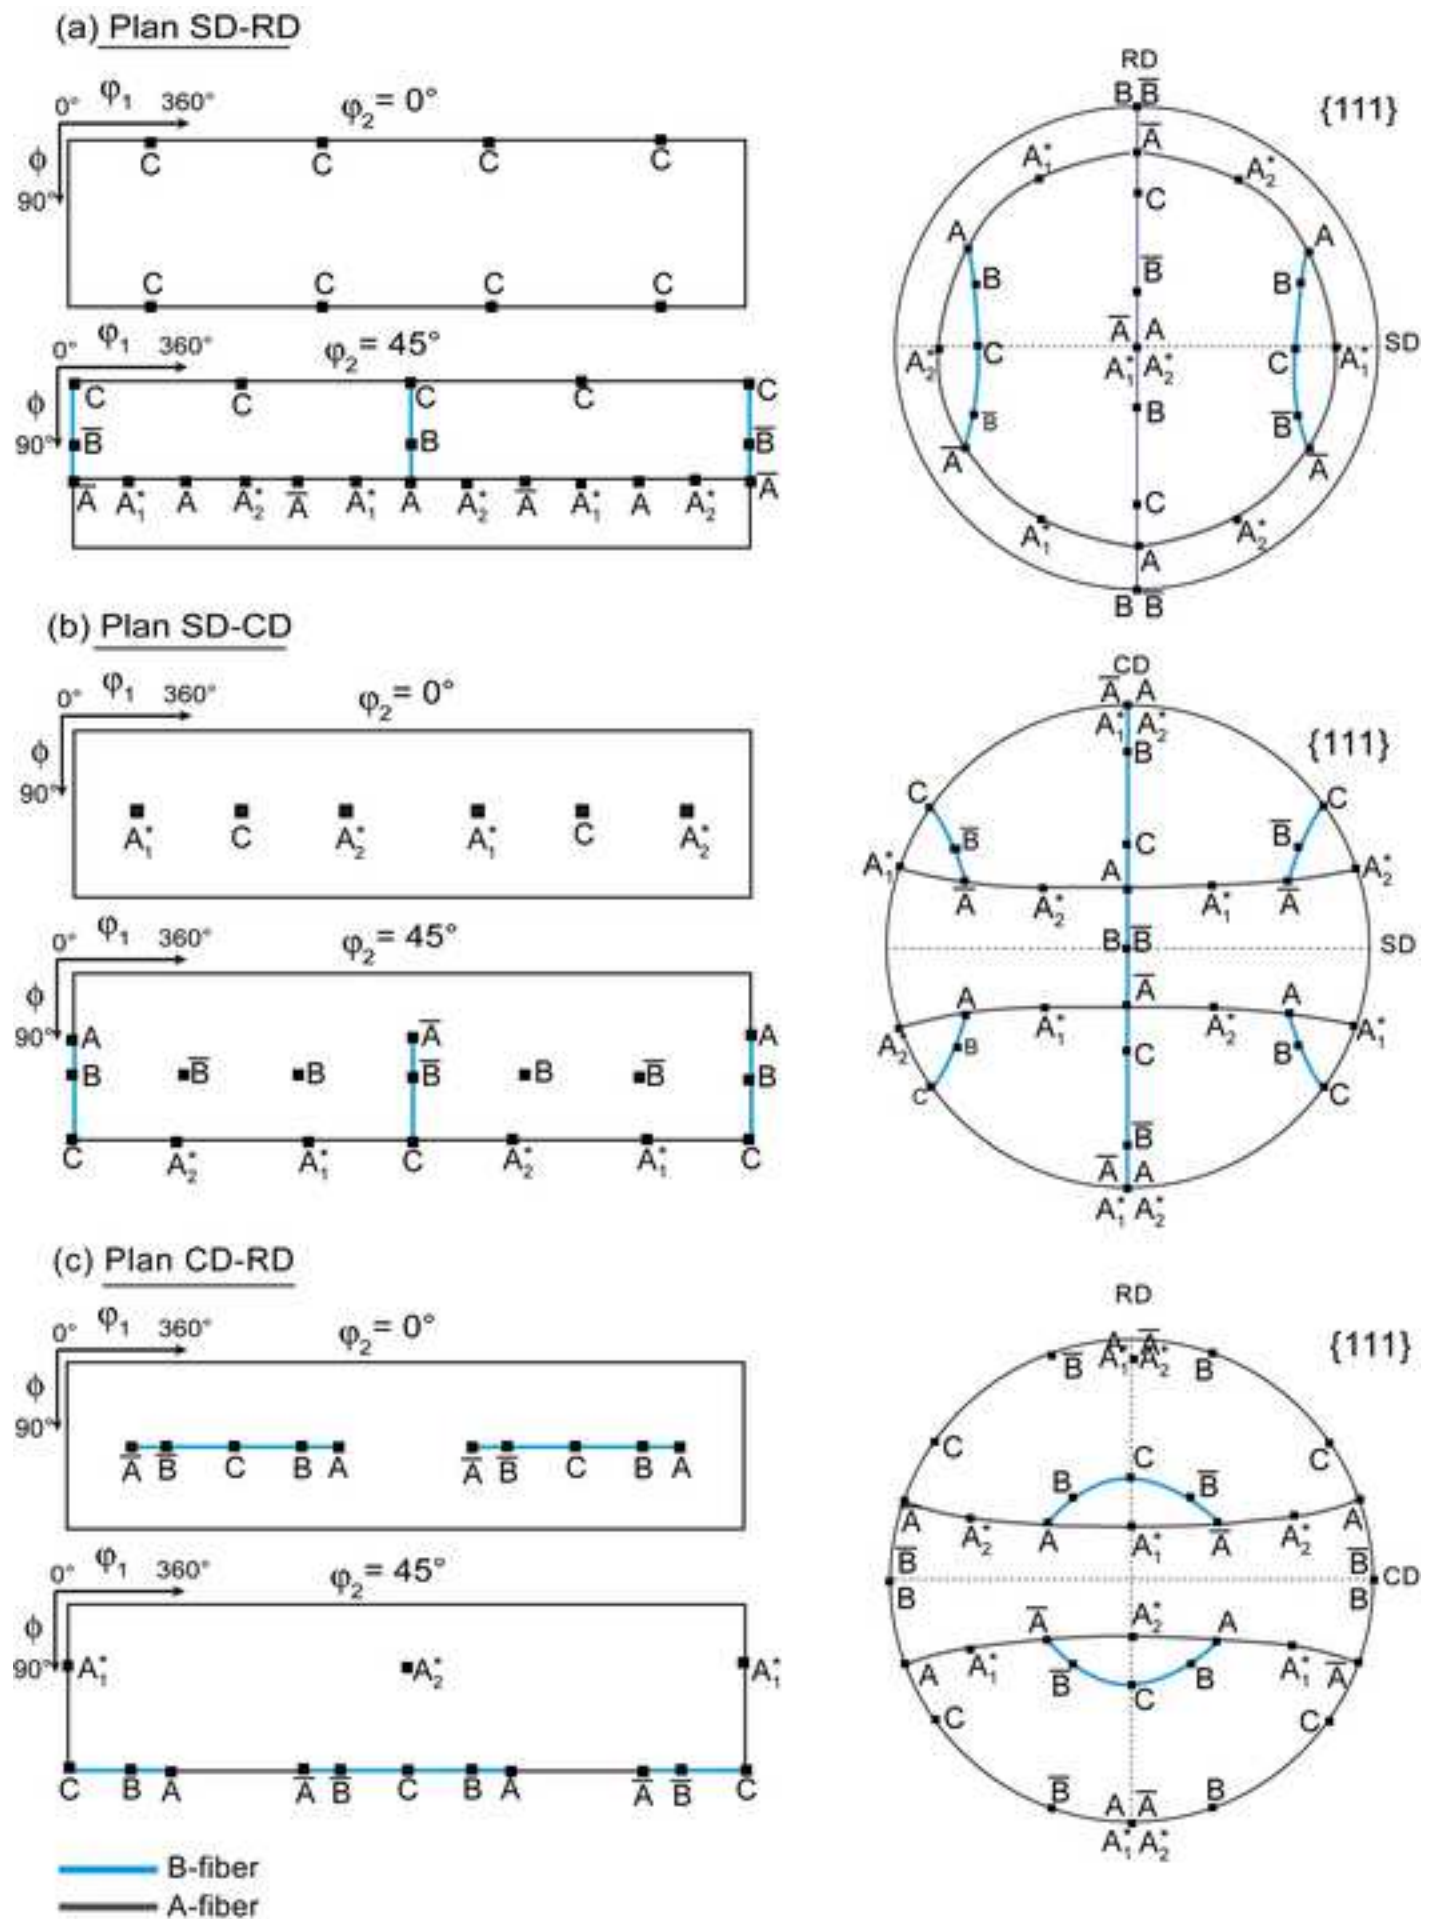 (a) Plan SD-RD
0° φ₁ 360° φ₂ = 0°
ϕ
90°
C C C C
C C C C
0° φ₁ 360° φ₂ = 45°
ϕ
90°
C C C C C
B̅ B B̅
A̅ A₁* A A₂* A̅ A₁* A A₂* A̅ A₁* A A₂* A̅
RD
B B̅
{111}
A̅
A₁* A₂*
C
A A
B B̅ B
A̅ A
A₂* C C A₁* SD
A₁* A₂*
B̅ B B̅
A̅ A̅
C
A₁* A₂*
A
B B̅
(b) Plan SD-CD
0° φ₁ 360° φ₂ = 0°
ϕ
90°
A₁* C A₂* A₁* C A₂*
0° φ₁ 360° φ₂ = 45°
ϕ
90°
A A̅ A
B B̅ B B̅ B B̅ B
C A₂* A₁* C A₂* A₁* C
CD
A̅ A
A₁* A₂*
B
{111}
C C
B̅ C B̅
A₁* A A₂*
A̅ A₂* A₁* A̅
B B̅ SD
A A̅ A
A₂* A₁* A₂* A₁*
B C B
C C
B̅
A̅ A
A₁* A₂*
(c) Plan CD-RD
0° φ₁ 360° φ₂ = 0°
ϕ
90°
A̅ B̅ C B A A̅ B̅ C B A
0° φ₁ 360° φ₂ = 45°
ϕ
90°
A₁* A₂* A₁*
C B A A̅ B̅ C B A A̅ B̅ C
RD
A A̅
B̅ A₁* A₂* B
{111}
C C C
B B̅
A A₂* A A₁* A̅ A₂* A
B̅ B̅
B B CD
A̅ A₂* A
A A₁* B̅ B A₁* A̅
C C C
B̅ A A̅ B
A₁* A₂*
B-fiber
A-fiber